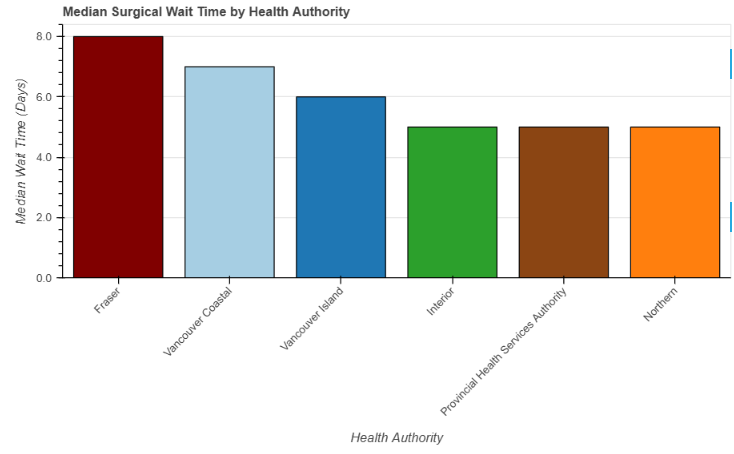 Median Surgical Wait Time by Health Authority
Median Wait Time (Days)
8.0
6.0
4.0
2.0
0.0
Fraser
Vancouver Coastal
Vancouver Island
Interior
Provincial Health Services Authority
Northern
Health Authority